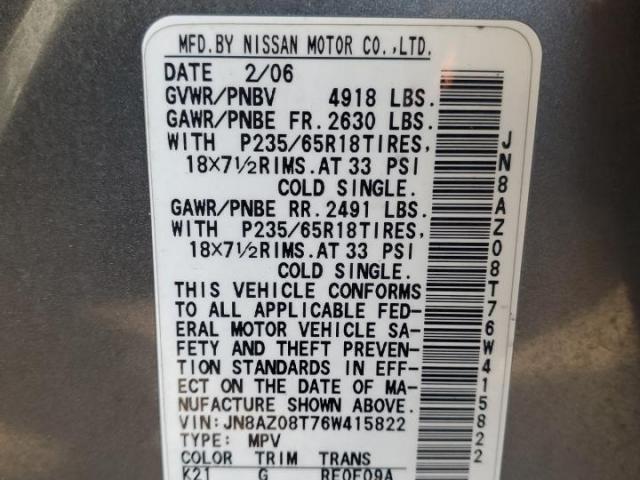 MFD.BY NISSAN MOTOR CO.,LTD.
DATE 2/06
GVWR/PNBV 4918 LBS.
GAWR/PNBE FR.2630 LBS.
WITH P235/65R18TIRES,
18X7½RIMS.AT 33 PSI
COLD SINGLE.
GAWR/PNBE RR.2491 LBS.
WITH P235/65R18TIRES,
18X7½RIMS.AT 33 PSI
COLD SINGLE.
THIS VEHICLE CONFORMS
TO ALL APPLICABLE FED-
ERAL MOTOR VEHICLE SA-
FETY AND THEFT PREVEN-
TION STANDARDS IN EFF-
ECT ON THE DATE OF MA-
NUFACTURE SHOWN ABOVE.
VIN:JN8AZ08T76W415822
TYPE: MPV
COLOR TRIM TRANS
K21 G RE0F09A
JN8AZ08T76W415822